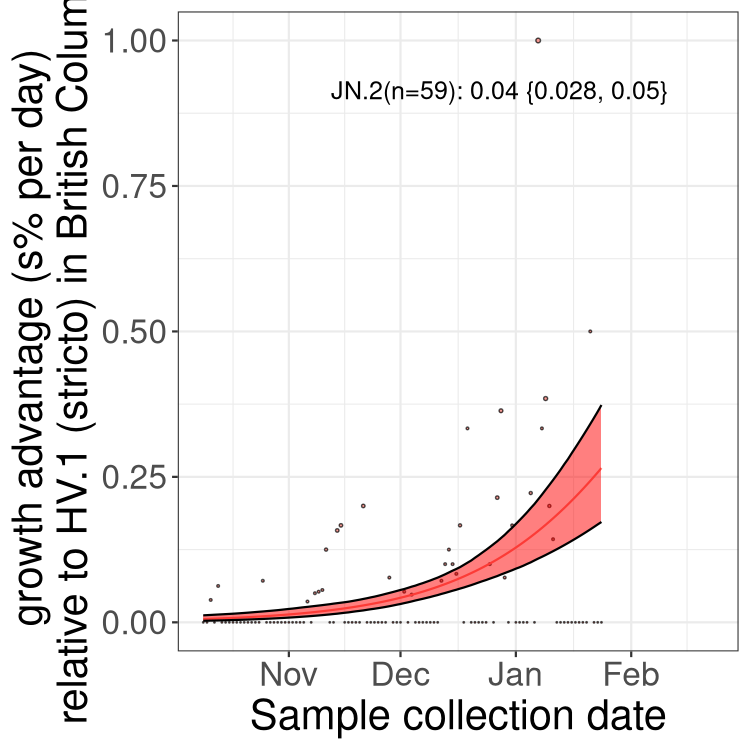 growth advantage (s% per day)
relative to HV.1 (stricto) in British Colum
1.00
0.75
0.50
0.25
0.00
JN.2(n=59): 0.04 {0.028, 0.05}
Nov Dec Jan Feb
Sample collection date